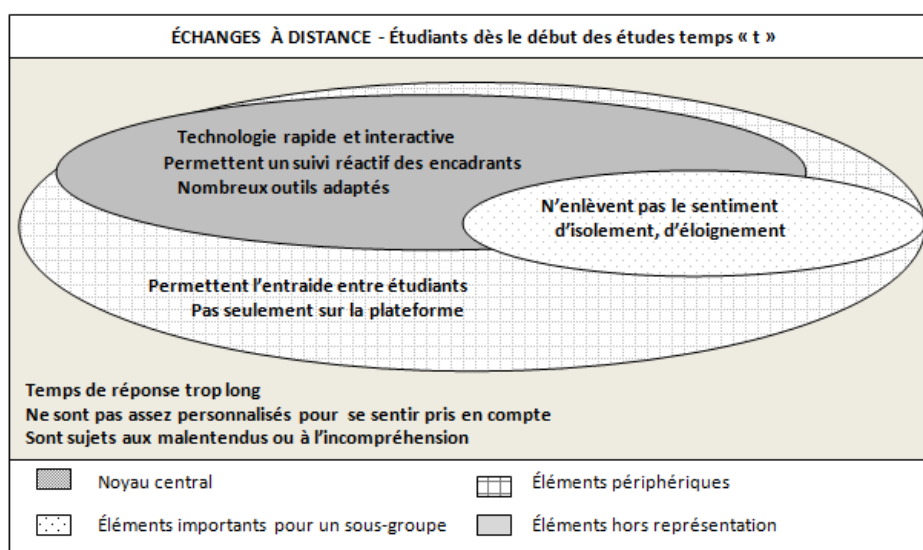 ÉCHANGES À DISTANCE - Étudiants dès le début des études temps « t »
Technologie rapide et interactive
Permettent un suivi réactif des encadrants
Nombreux outils adaptés
N'enlèvent pas le sentiment
d'isolement, d'éloignement
Permettent l'entraide entre étudiants
Pas seulement sur la plateforme
Temps de réponse trop long
Ne sont pas assez personnalisés pour se sentir pris en compte
Sont sujets aux malentendus ou à l'incompréhension
Noyau central
Éléments périphériques
Éléments importants pour un sous-groupe
Éléments hors représentation